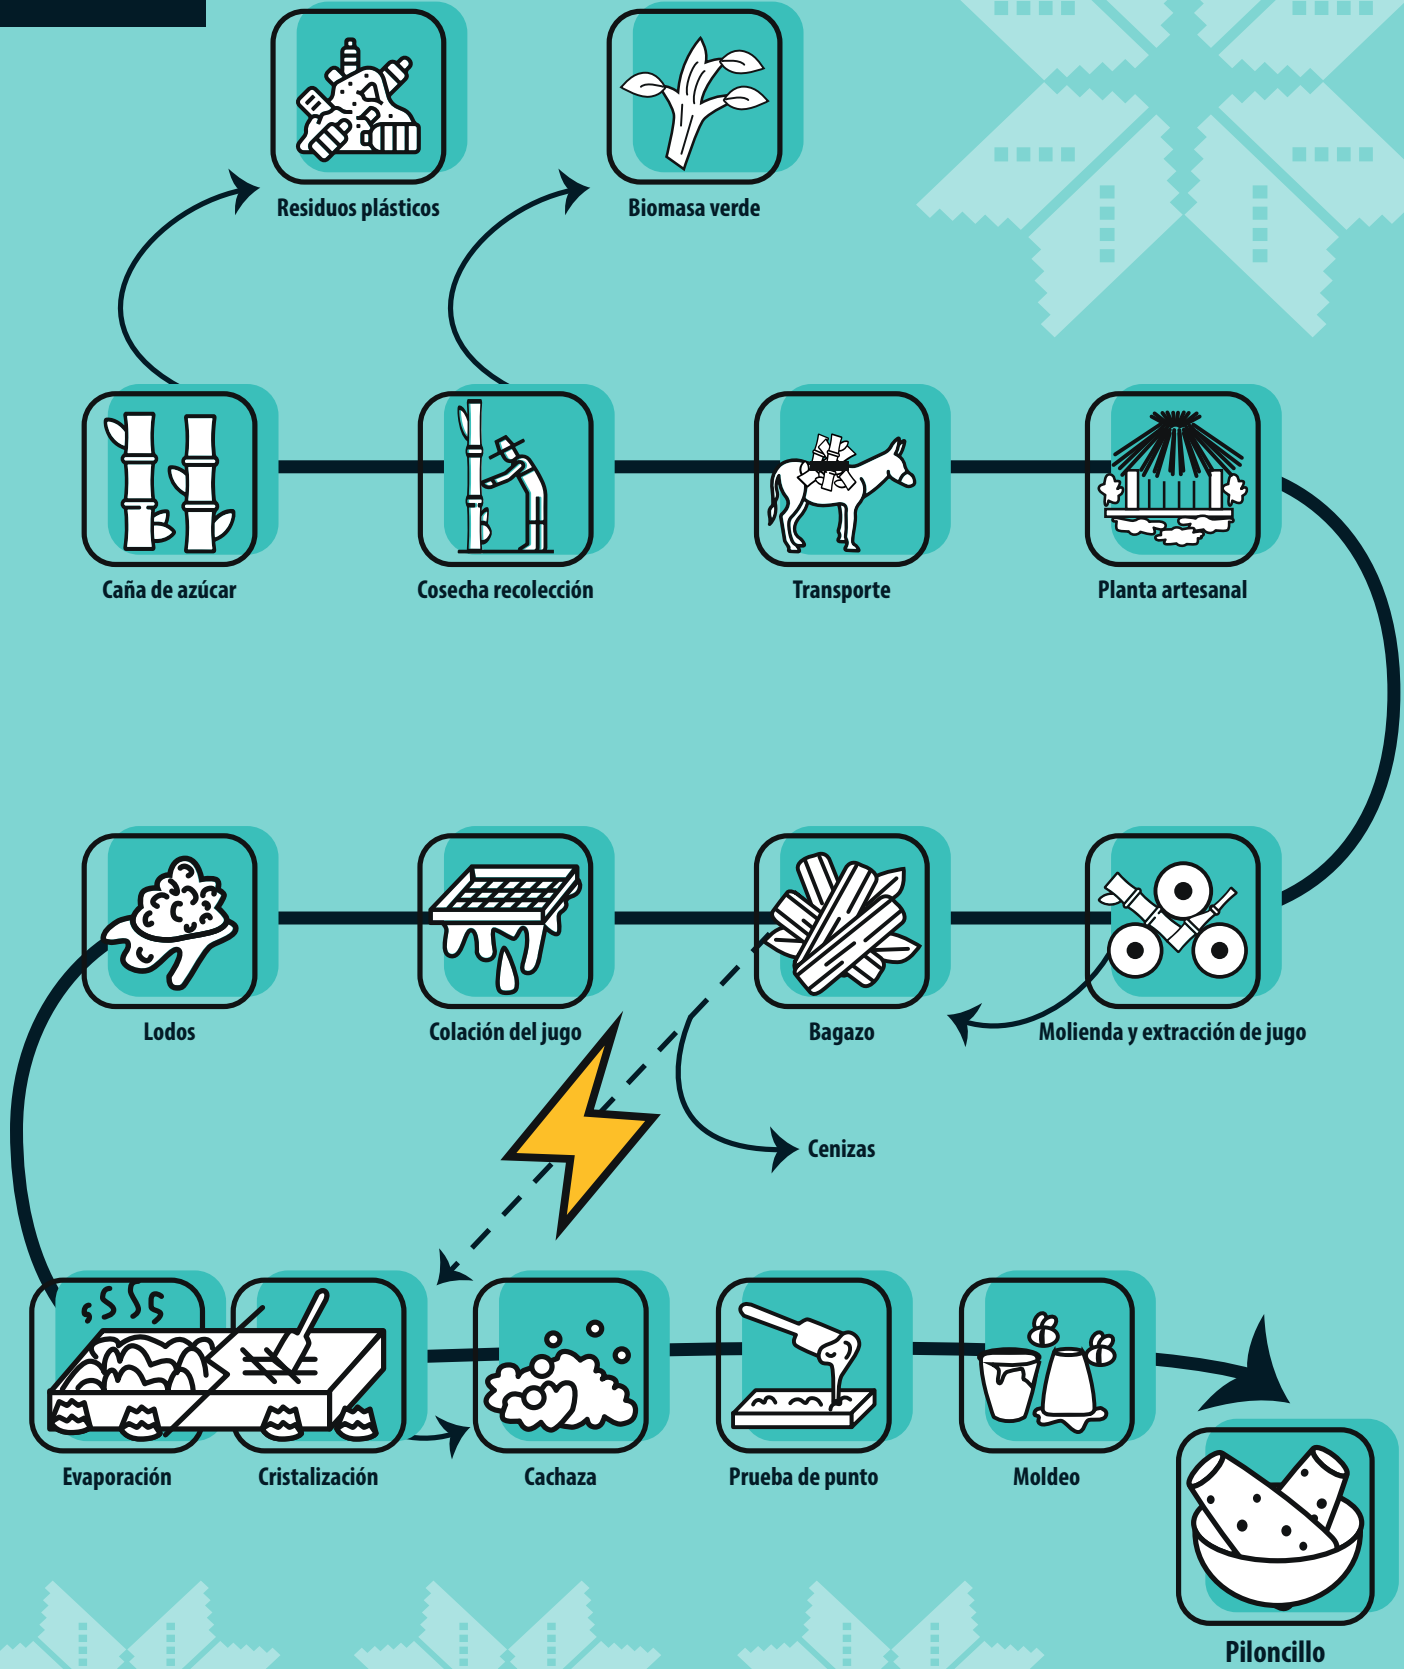 Residuos plásticos
Biomasa verde
Caña de azúcar
Cosecha recolección
Transporte
Planta artesanal
Lodos
Colación del jugo
Bagazo
Molienda y extracción de jugo
Cenizas
Evaporación
Cristalización
Cachaza
Prueba de punto
Moldeo
Piloncillo